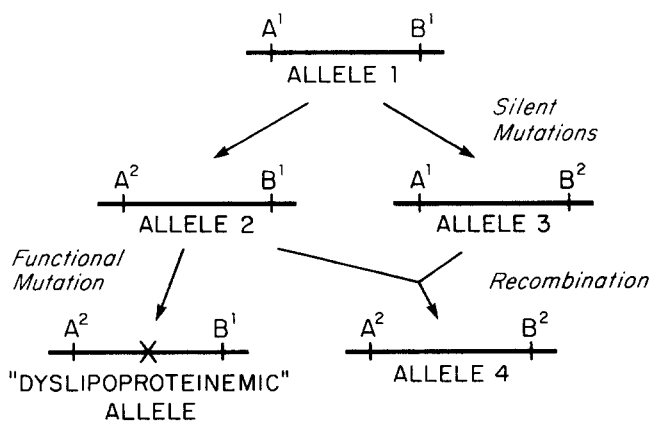 A¹ B¹
ALLELE 1
Silent
Mutations
A² B¹
ALLELE 2
A¹ B²
ALLELE 3
Functional
Mutation
Recombination
A² B¹
"DYSLIPOPROTEINEMIC"
ALLELE
A² B²
ALLELE 4